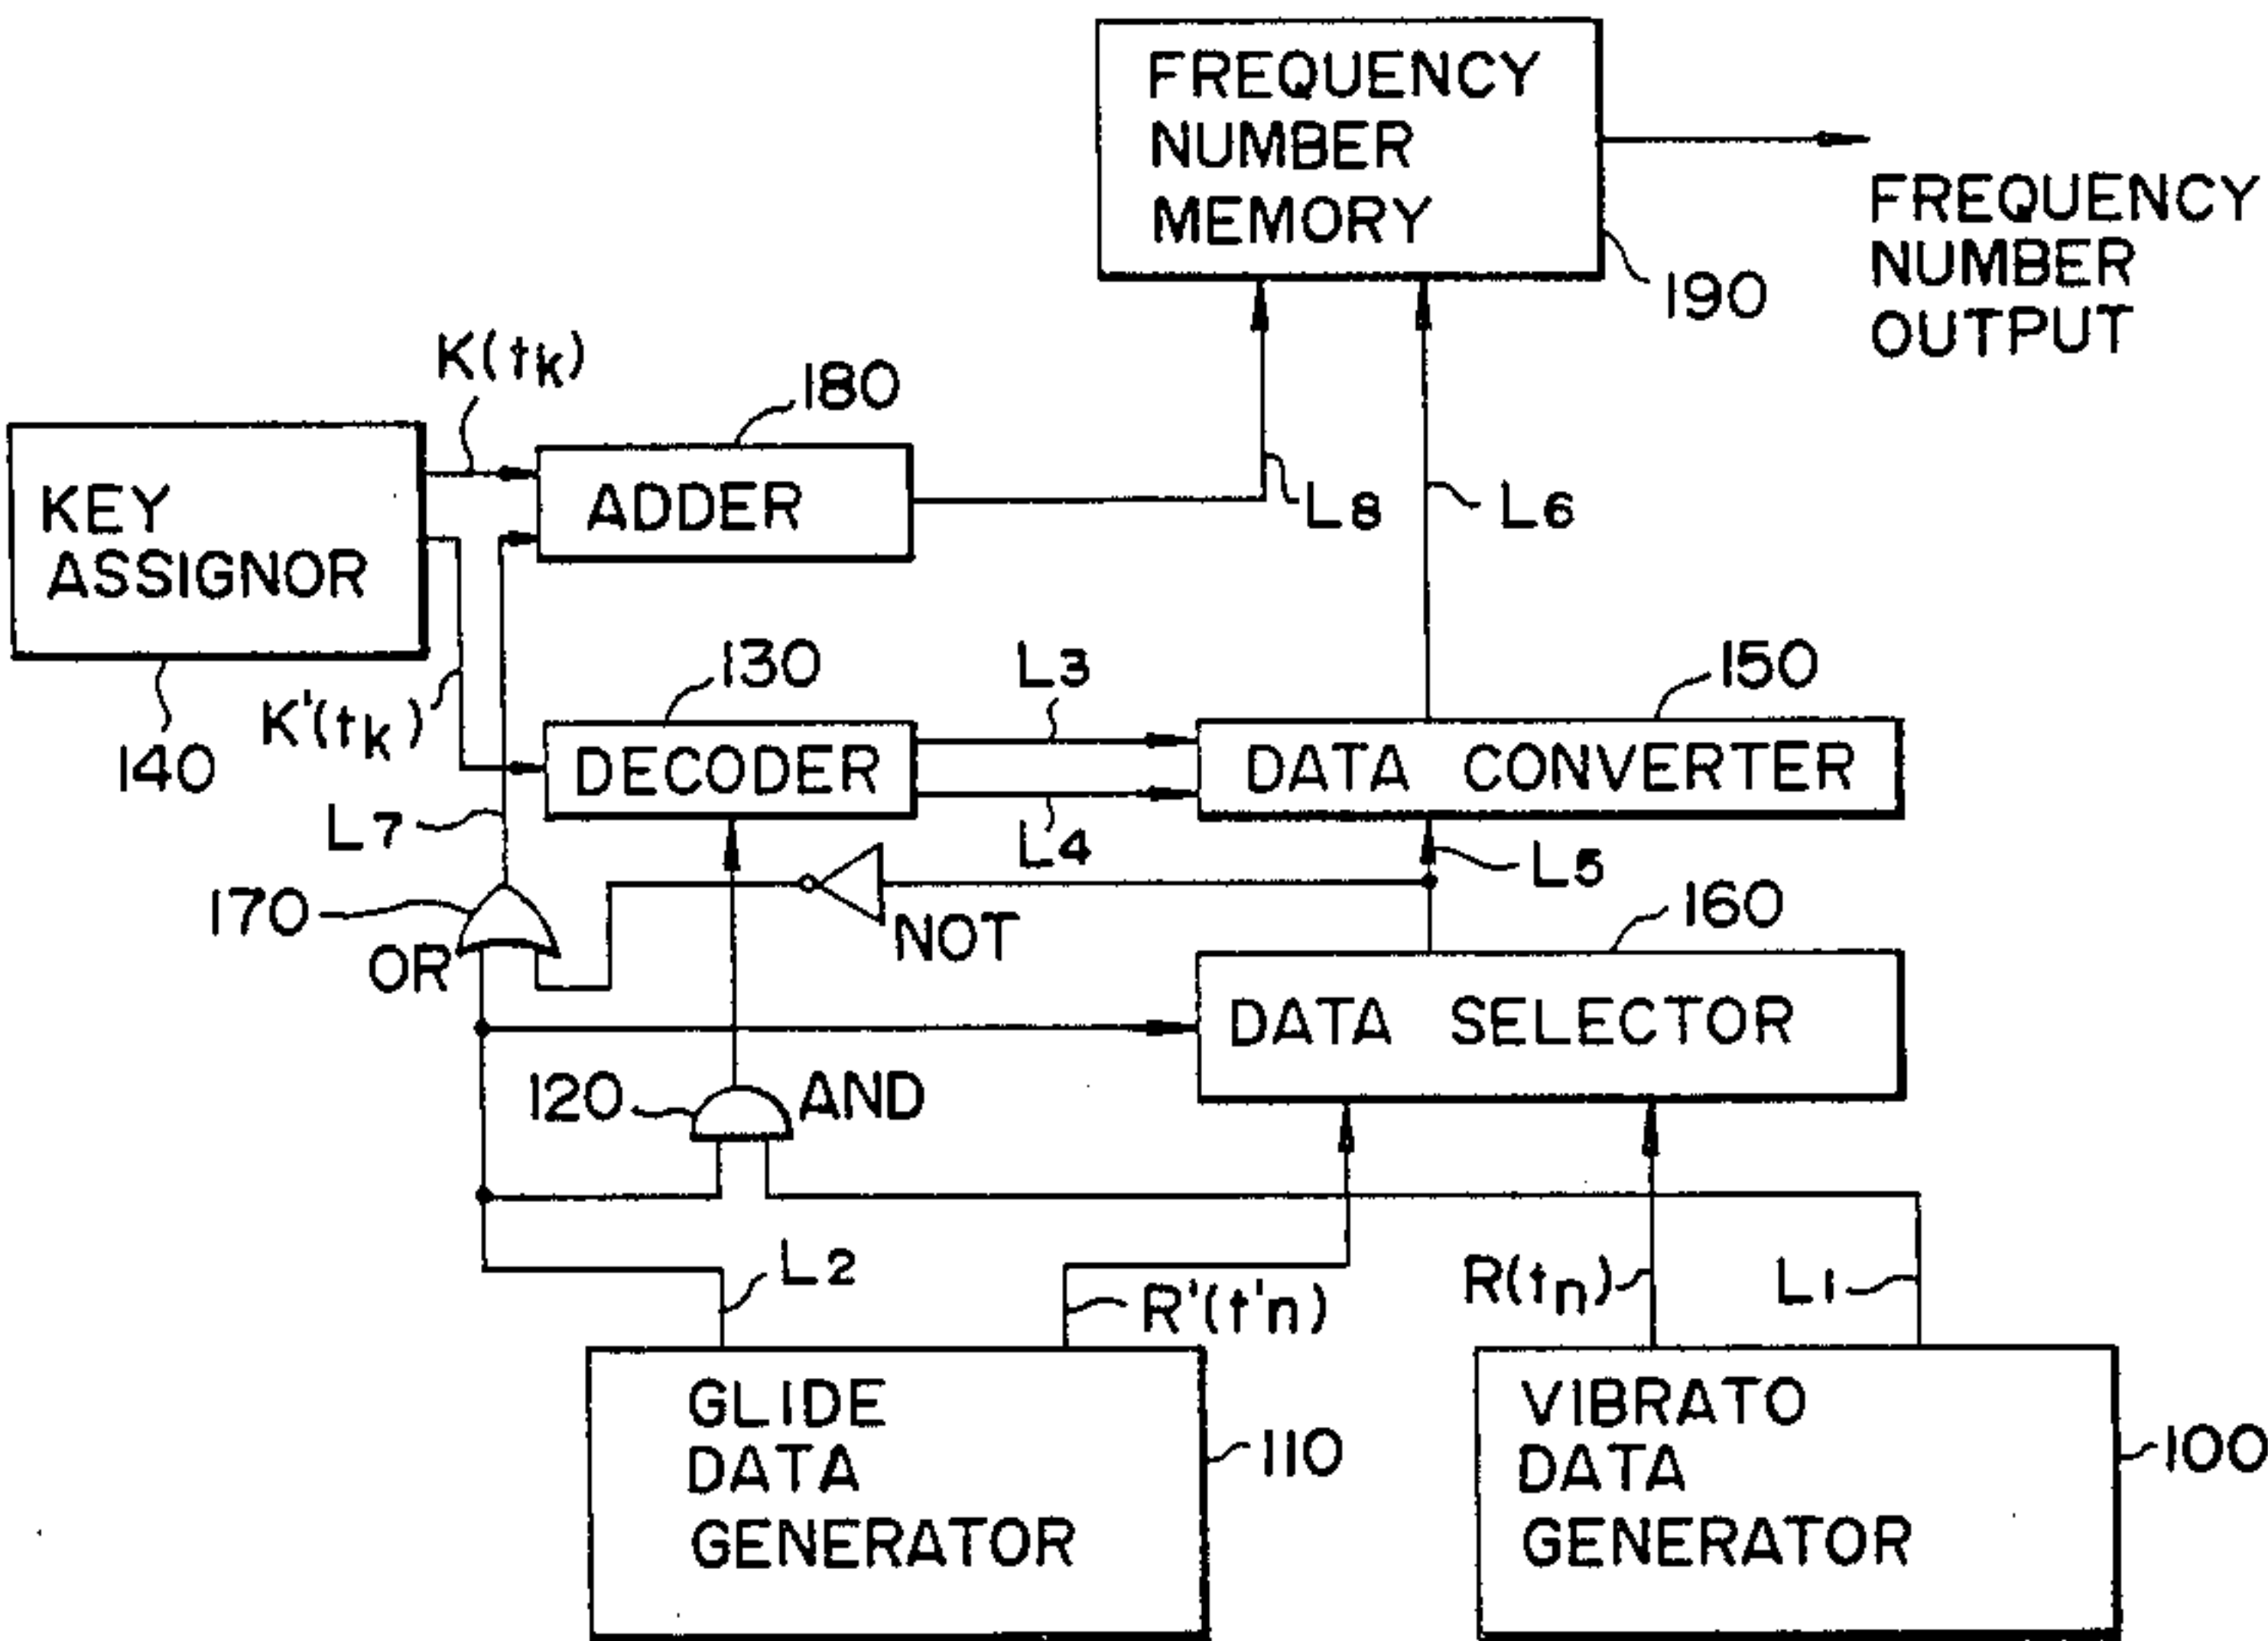 FREQUENCY
NUMBER
MEMORY
190
FREQUENCY
NUMBER
OUTPUT
K(tk)
180
KEY
ASSIGNOR
140
ADDER
L8
L6
K'(tk)
130
L3
150
DECODER
DATA CONVERTER
L7
L4
L5
170
OR
NOT
160
DATA SELECTOR
120
AND
L2
R'(t'n)
R(tn)
L1
GLIDE
DATA
GENERATOR
110
VIBRATO
DATA
GENERATOR
100